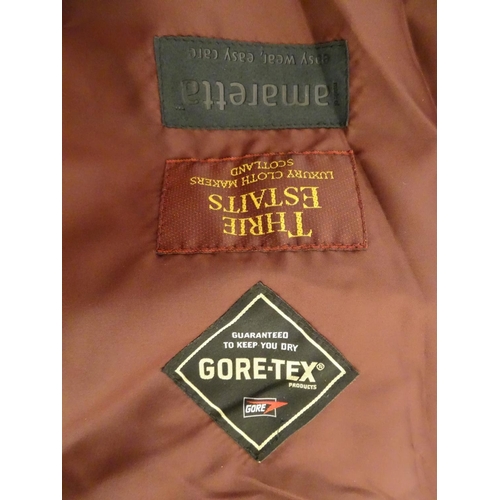 amaretta
easy wear, easy care
THRIE
ESTAITS
LUXURY CLOTH MAKERS
SCOTLAND
GUARANTEED
TO KEEP YOU DRY
GORE-TEX®
PRODUCTS
GORE